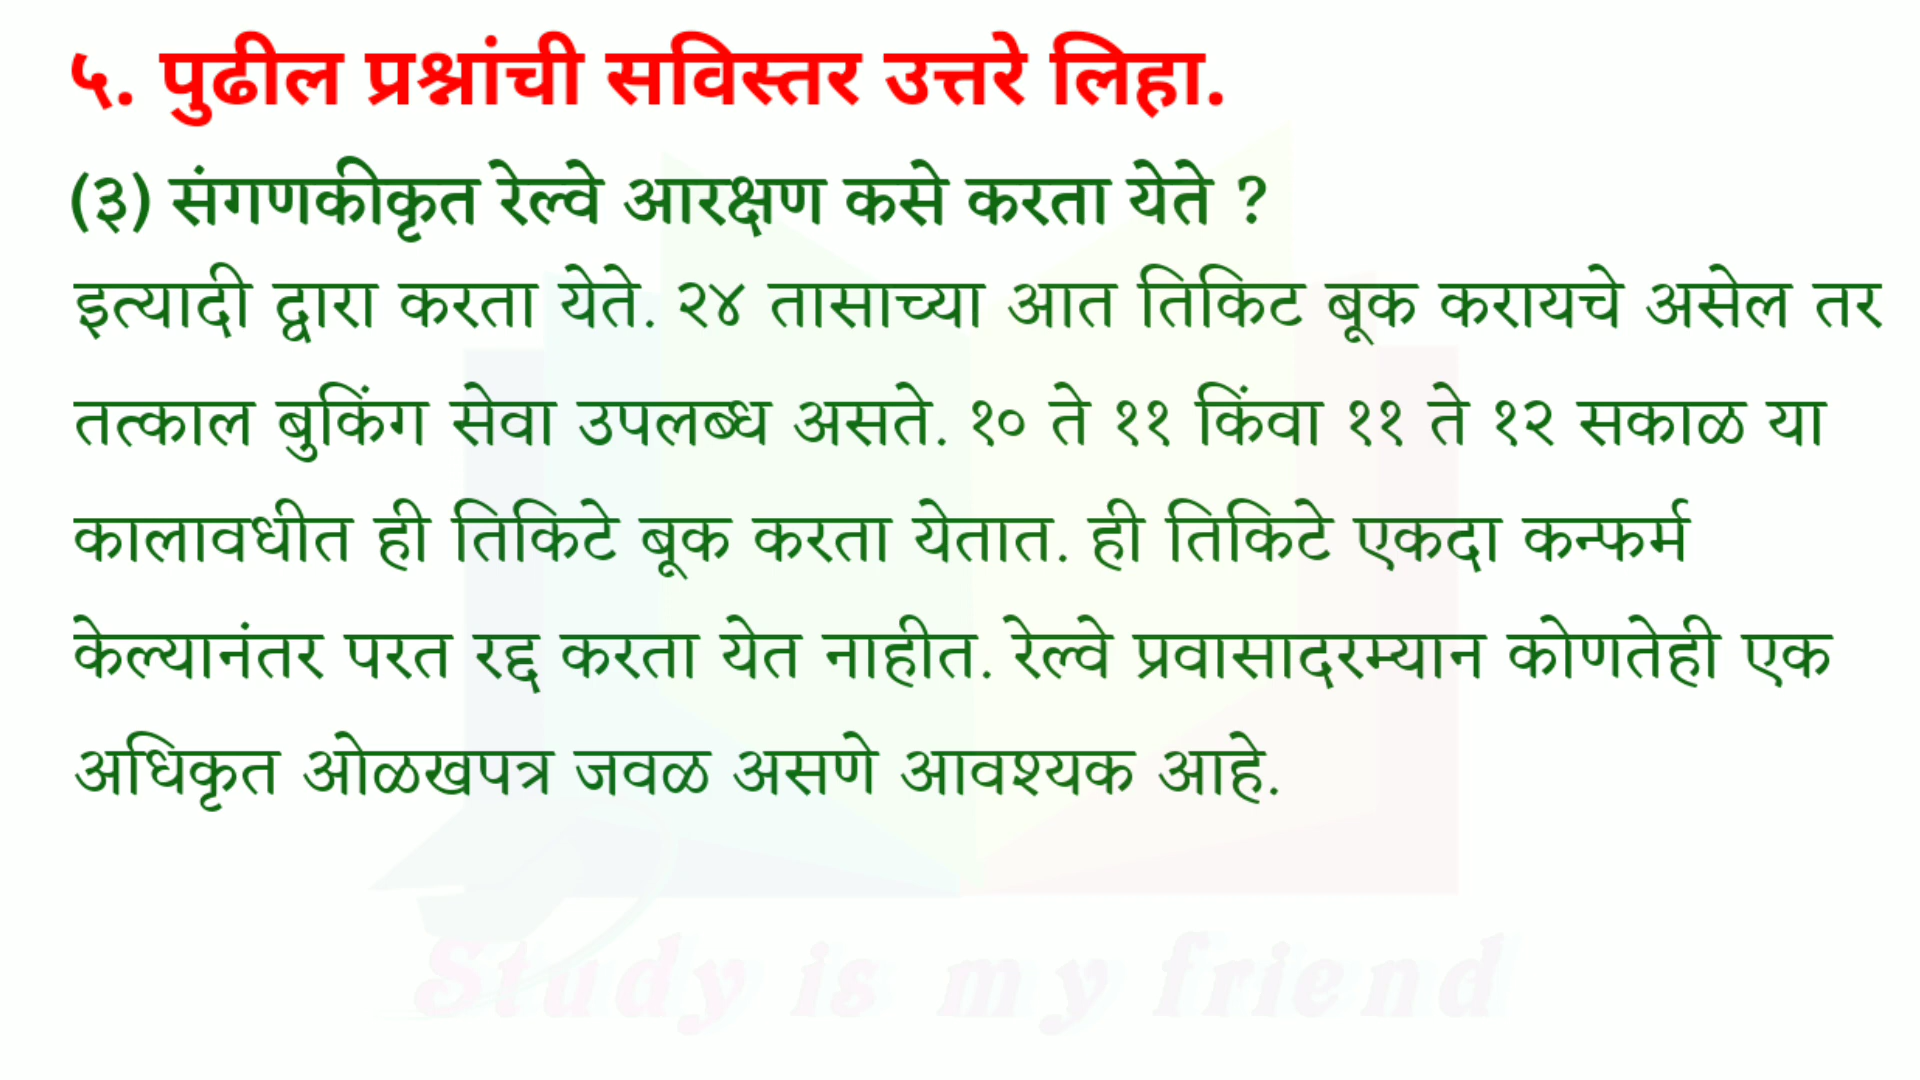 ५. पुढील प्रश्नांची सविस्तर उत्तरे लिहा.
(३) संगणकीकृत रेल्वे आरक्षण कसे करता येते ?
इत्यादी द्वारा करता येते. २४ तासाच्या आत तिकिट बूक करायचे असेल तर
तत्काल बुकिंग सेवा उपलब्ध असते. १० ते ११ किंवा ११ ते १२ सकाळ या
कालावधीत ही तिकिटे बूक करता येतात. ही तिकिटे एकदा कन्फर्म
केल्यानंतर परत रद्द करता येत नाहीत. रेल्वे प्रवासादरम्यान कोणतेही एक
अधिकृत ओळखपत्र जवळ असणे आवश्यक आहे.
Study is my friend